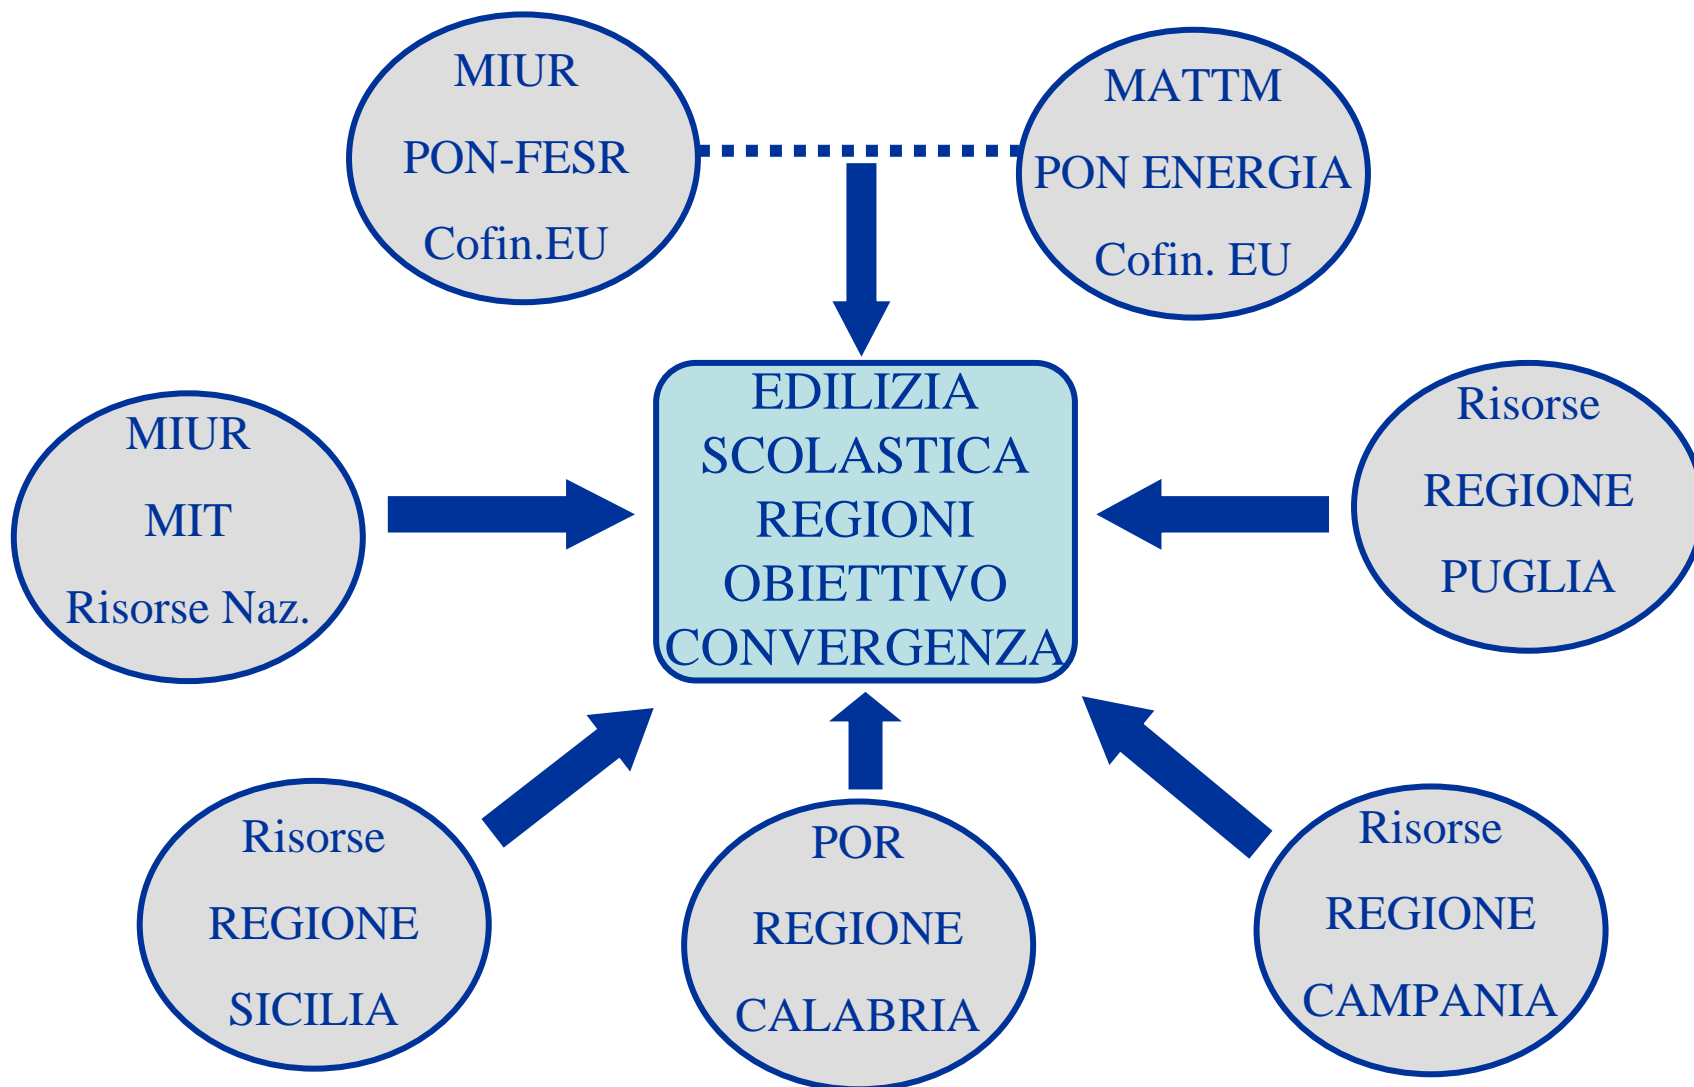 MIUR
PON-FESR
Cofin.EU
MATTM
PON ENERGIA
Cofin. EU
MIUR
MIT
Risorse Naz.
EDILIZIA
SCOLASTICA
REGIONI
OBIETTIVO
CONVERGENZA
Risorse
REGIONE
PUGLIA
Risorse
REGIONE
SICILIA
POR
REGIONE
CALABRIA
Risorse
REGIONE
CAMPANIA